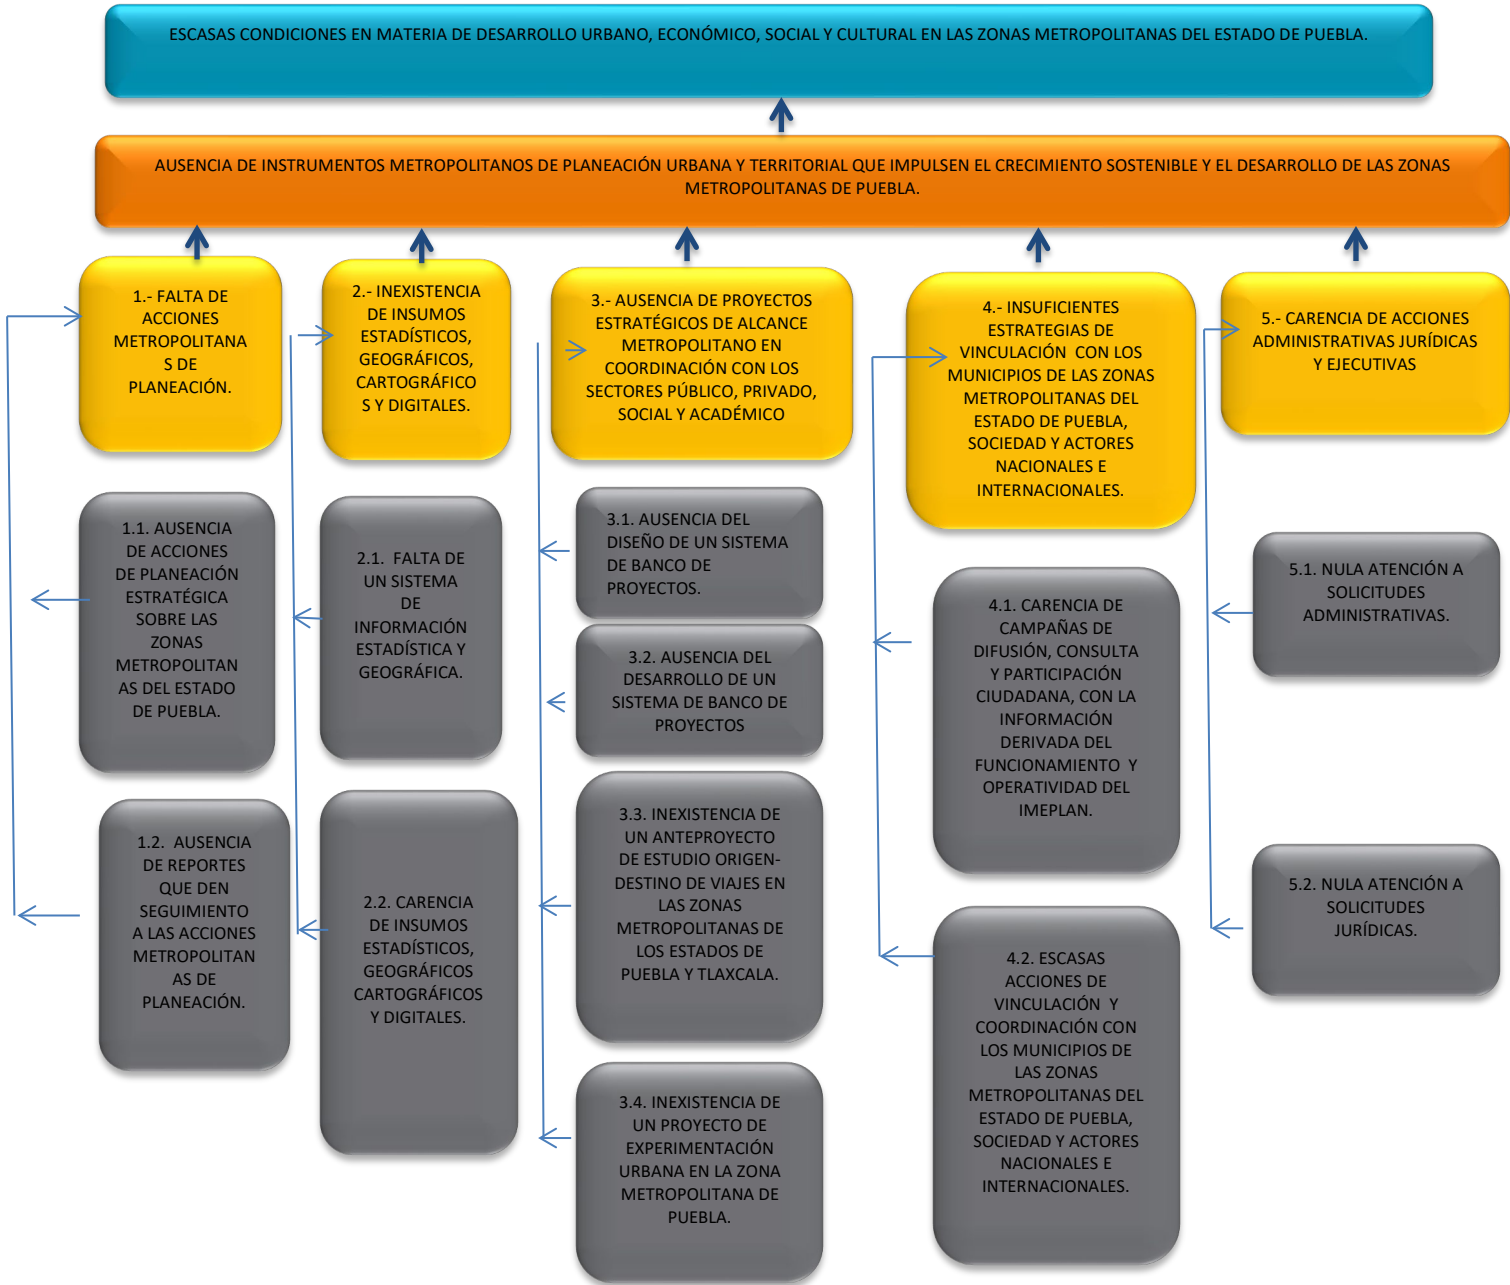 ESCASAS CONDICIONES EN MATERIA DE DESARROLLO URBANO, ECONÓMICO, SOCIAL Y CULTURAL EN LAS ZONAS METROPOLITANAS DEL ESTADO DE PUEBLA.
AUSENCIA DE INSTRUMENTOS METROPOLITANOS DE PLANEACIÓN URBANA Y TERRITORIAL QUE IMPULSEN EL CRECIMIENTO SOSTENIBLE Y EL DESARROLLO DE LAS ZONAS
METROPOLITANAS DE PUEBLA.
1.- FALTA DE
ACCIONES
METROPOLITANA
S DE
PLANEACIÓN.
2.- INEXISTENCIA
DE INSUMOS
ESTADÍSTICOS,
GEOGRÁFICOS,
CARTOGRÁFICO
S Y DIGITALES.
3.- AUSENCIA DE PROYECTOS
ESTRATÉGICOS DE ALCANCE
METROPOLITANO EN
COORDINACIÓN CON LOS
SECTORES PÚBLICO, PRIVADO,
SOCIAL Y ACADÉMICO
4.- INSUFICIENTES
ESTRATEGIAS DE
VINCULACIÓN CON LOS
MUNICIPIOS DE LAS ZONAS
METROPOLITANAS DEL
ESTADO DE PUEBLA,
SOCIEDAD Y ACTORES
NACIONALES E
INTERNACIONALES.
5.- CARENCIA DE ACCIONES
ADMINISTRATIVAS JURÍDICAS
Y EJECUTIVAS
1.1. AUSENCIA
DE ACCIONES
DE PLANEACIÓN
ESTRATÉGICA
SOBRE LAS
ZONAS
METROPOLITAN
AS DEL ESTADO
DE PUEBLA.
1.2. AUSENCIA
DE REPORTES
QUE DEN
SEGUIMIENTO
A LAS ACCIONES
METROPOLITAN
AS DE
PLANEACIÓN.
2.1. FALTA DE
UN SISTEMA
DE
INFORMACIÓN
ESTADÍSTICA Y
GEOGRÁFICA.
2.2. CARENCIA
DE INSUMOS
ESTADÍSTICOS,
GEOGRÁFICOS
CARTOGRÁFICOS
Y DIGITALES.
3.1. AUSENCIA DEL
DISEÑO DE UN SISTEMA
DE BANCO DE
PROYECTOS.
3.2. AUSENCIA DEL
DESARROLLO DE UN
SISTEMA DE BANCO DE
PROYECTOS
3.3. INEXISTENCIA DE
UN ANTEPROYECTO
DE ESTUDIO ORIGEN-
DESTINO DE VIAJES EN
LAS ZONAS
METROPOLITANAS DE
LOS ESTADOS DE
PUEBLA Y TLAXCALA.
3.4. INEXISTENCIA DE
UN PROYECTO DE
EXPERIMENTACIÓN
URBANA EN LA ZONA
METROPOLITANA DE
PUEBLA.
4.1. CARENCIA DE
CAMPAÑAS DE
DIFUSIÓN, CONSULTA
Y PARTICIPACIÓN
CIUDADANA, CON LA
INFORMACIÓN
DERIVADA DEL
FUNCIONAMIENTO Y
OPERATIVIDAD DEL
IMEPLAN.
4.2. ESCASAS
ACCIONES DE
VINCULACIÓN Y
COORDINACIÓN CON
LOS MUNICIPIOS DE
LAS ZONAS
METROPOLITANAS DEL
ESTADO DE PUEBLA,
SOCIEDAD Y ACTORES
NACIONALES E
INTERNACIONALES.
5.1. NULA ATENCIÓN A
SOLICITUDES
ADMINISTRATIVAS.
5.2. NULA ATENCIÓN A
SOLICITUDES
JURÍDICAS.